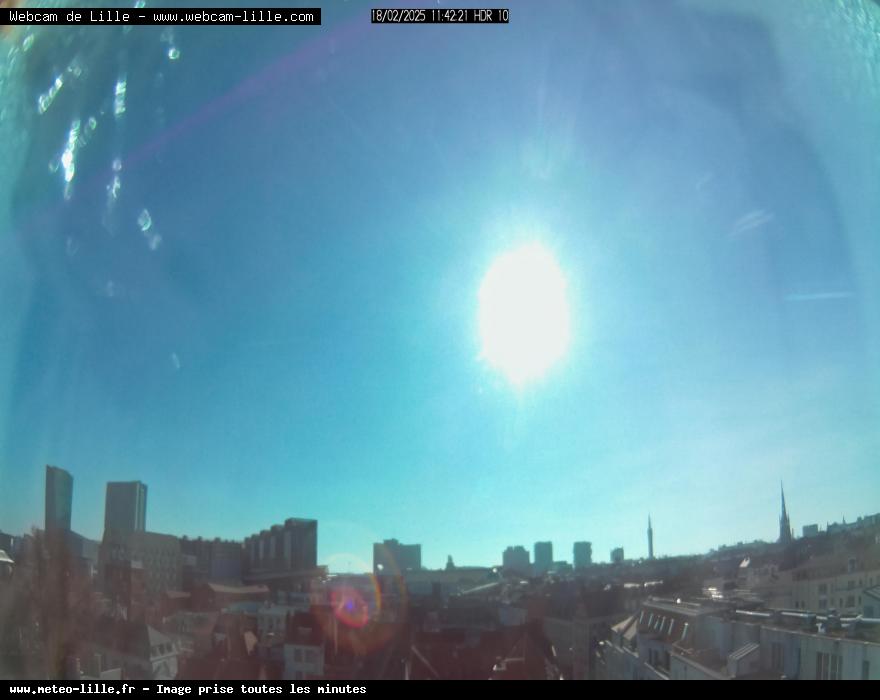 Webcam de Lille - www.webcam-lille.com
18/02/2025 11:42:21 HDR 10
www.meteo-lille.fr - Image prise toutes les minutes